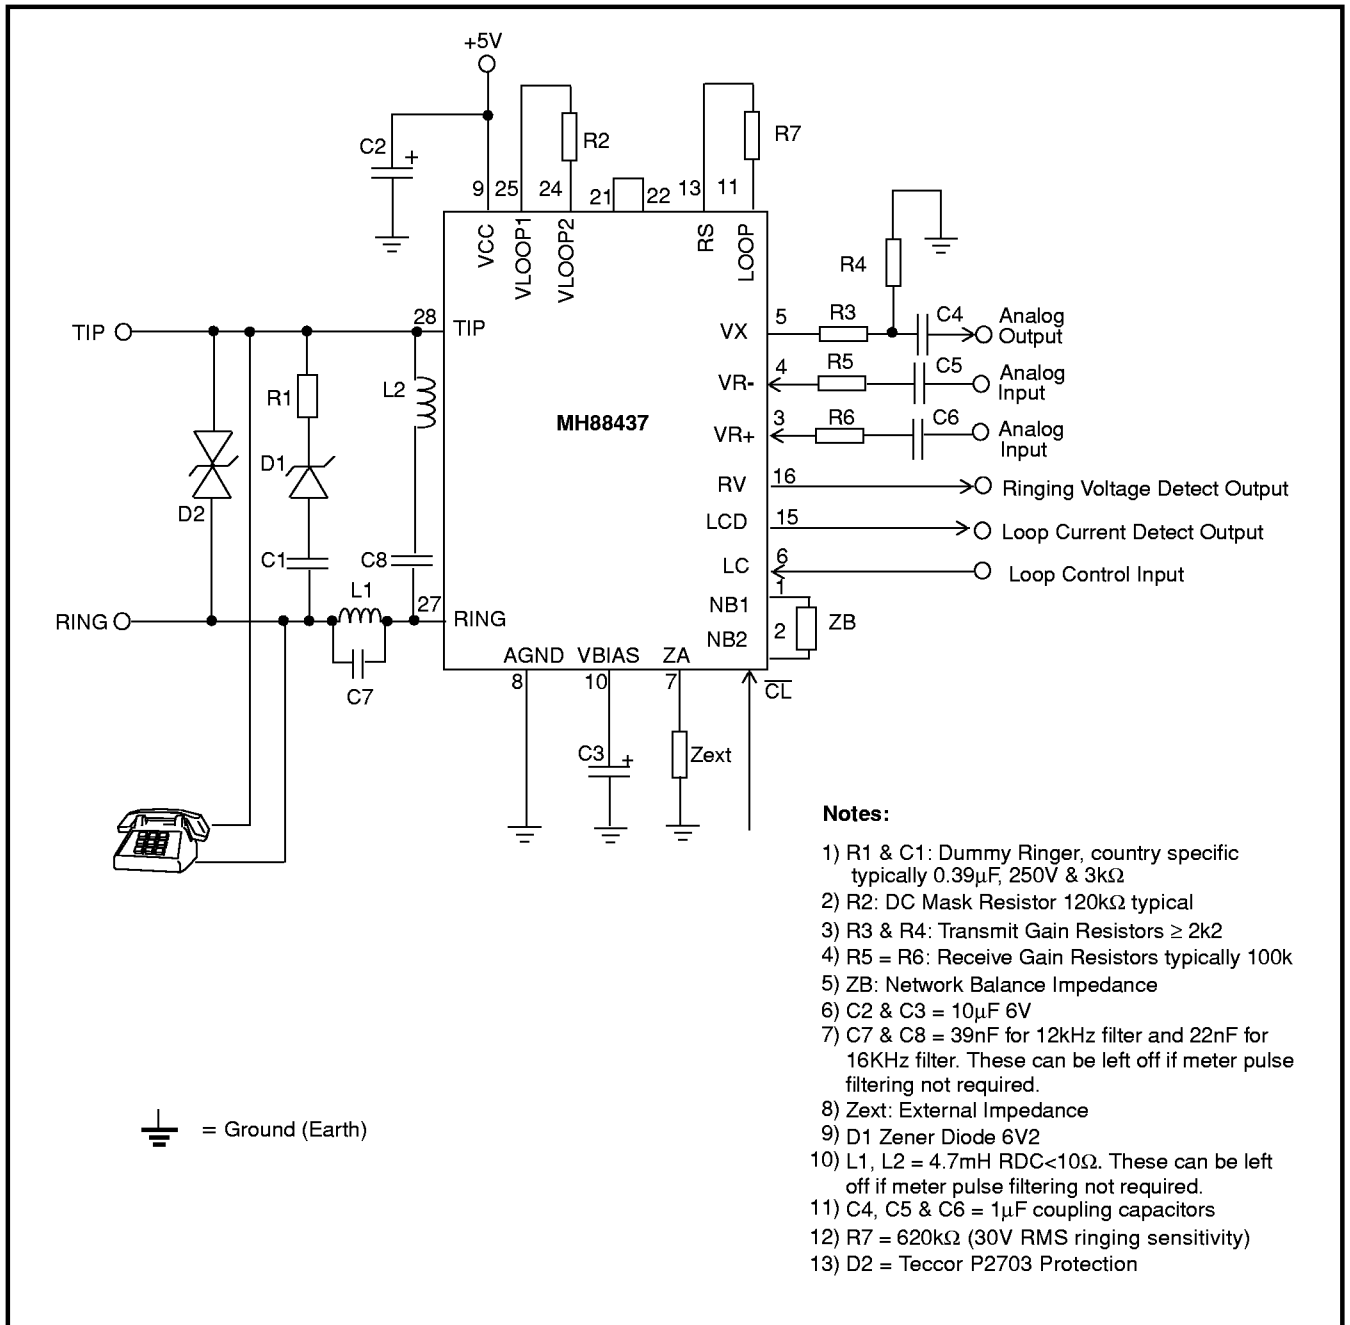 +5V
C2
+
R2
R7
9
25
24
21
22
13
11
VCC
VLOOP1
VLOOP2
RS
LOOP
R4
TIP
28
TIP
5
VX
R3
C4
Analog
Output
R1
L2
4
VR-
R5
C5
Analog
Input
MH88437
3
VR+
R6
C6
Analog
Input
D1
D2
RV
16
Ringing Voltage Detect Output
LCD
15
Loop Current Detect Output
C1
C8
LC
6
Loop Control Input
L1
27
RING
RING
1
NB1
NB2
2
ZB
C7
AGND
VBIAS
ZA
8
10
7
CL
C3
+
Zext
Notes:
1) R1 & C1: Dummy Ringer, country specific
typically 0.39μF, 250V & 3kΩ
2) R2: DC Mask Resistor 120kΩ typical
3) R3 & R4: Transmit Gain Resistors ≥ 2k2
4) R5 = R6: Receive Gain Resistors typically 100k
5) ZB: Network Balance Impedance
6) C2 & C3 = 10μF 6V
7) C7 & C8 = 39nF for 12kHz filter and 22nF for
16KHz filter. These can be left off if meter pulse
filtering not required.
8) Zext: External Impedance
9) D1 Zener Diode 6V2
10) L1, L2 = 4.7mH RDC<10Ω. These can be left
off if meter pulse filtering not required.
11) C4, C5 & C6 = 1μF coupling capacitors
12) R7 = 620kΩ (30V RMS ringing sensitivity)
13) D2 = Teccor P2703 Protection
= Ground (Earth)